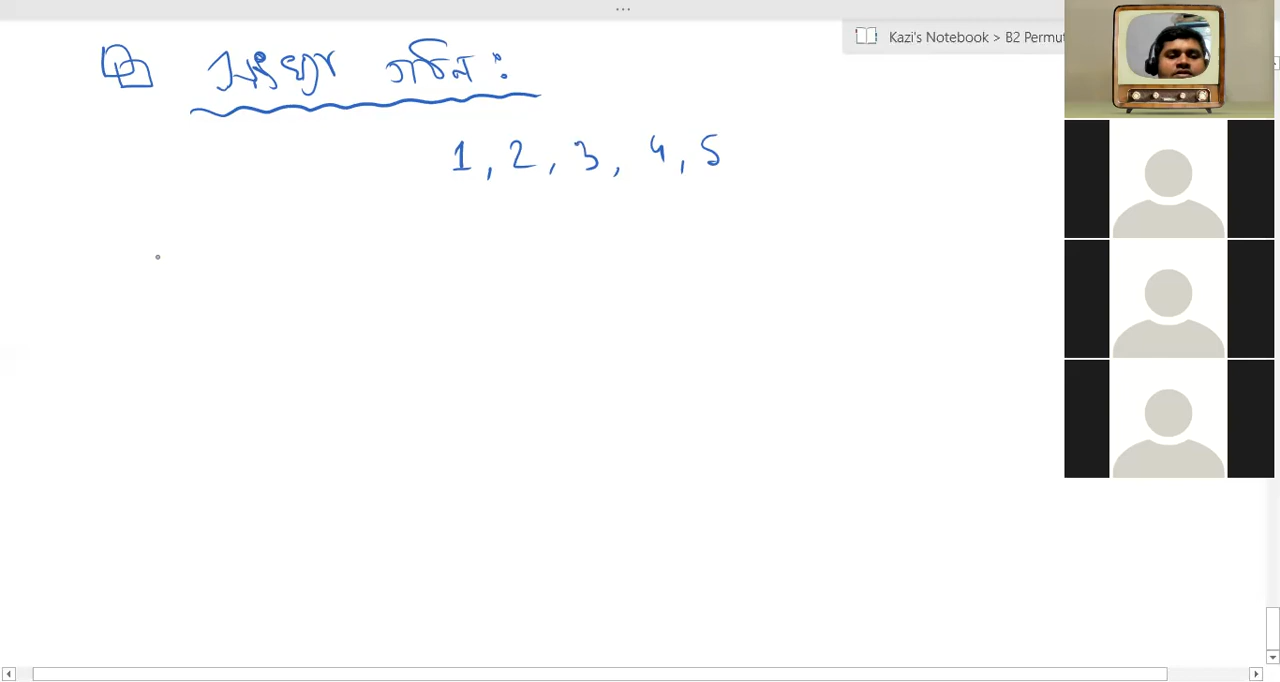 সংখ্যা গঠন :
1, 2, 3, 4, 5
Kazi's Notebook > B2 Permut